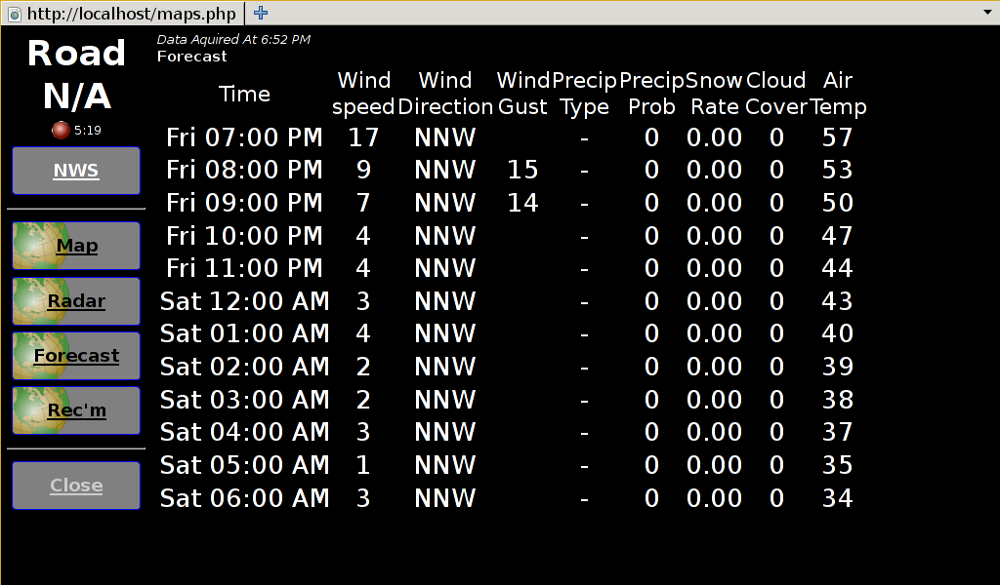 http://localhost/maps.php
Road
N/A
5:19
NWS
Map
Radar
Forecast
Rec'm
Close
Data Aquired At 6:52 PM
Forecast
Time Wind speed Wind Direction Wind Gust Precip Type Precip Prob Snow Rate Cloud Cover Air Temp
Fri 07:00 PM 17 NNW - 0 0.00 0 57
Fri 08:00 PM 9 NNW 15 - 0 0.00 0 53
Fri 09:00 PM 7 NNW 14 - 0 0.00 0 50
Fri 10:00 PM 4 NNW - 0 0.00 0 47
Fri 11:00 PM 4 NNW - 0 0.00 0 44
Sat 12:00 AM 3 NNW - 0 0.00 0 43
Sat 01:00 AM 4 NNW - 0 0.00 0 40
Sat 02:00 AM 2 NNW - 0 0.00 0 39
Sat 03:00 AM 2 NNW - 0 0.00 0 38
Sat 04:00 AM 3 NNW - 0 0.00 0 37
Sat 05:00 AM 1 NNW - 0 0.00 0 35
Sat 06:00 AM 3 NNW - 0 0.00 0 34